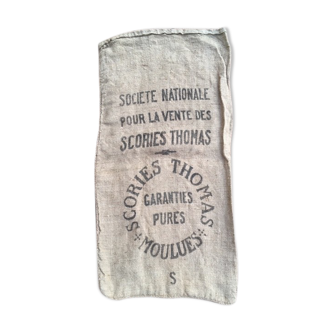 SOCIETE NATIONALE
POUR LA VENTE DES
SCORIES THOMAS
SCORIES THOMAS
GARANTIES
PURES
+ MOULUES +
S